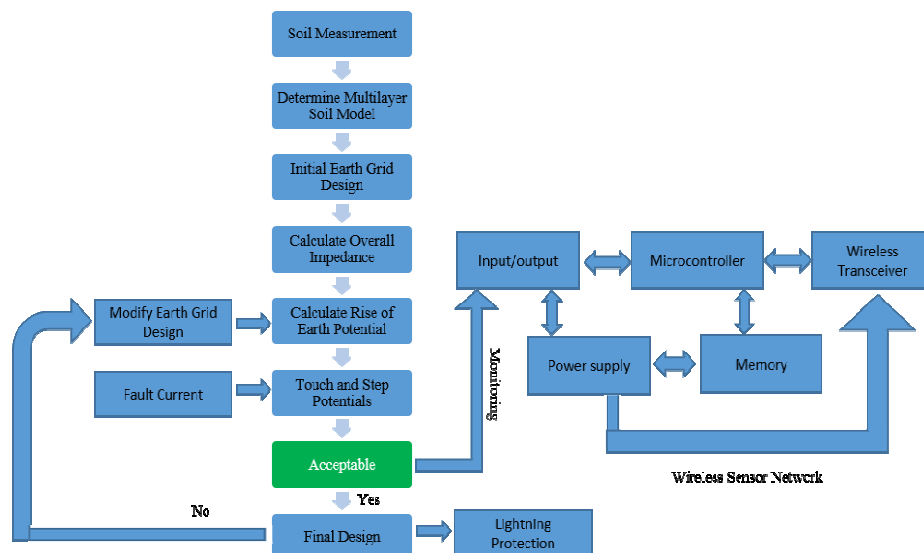 Soil Measurement
Determine Multilayer
Soil Model
Initial Earth Grid
Design
Calculate Overall
Impedance
Modify Earth Grid
Design
Calculate Rise of
Earth Potential
Fault Current
Touch and Step
Potentials
Acceptable
Yes
No
Final Design
Lightning
Protection
Monitoring
Input/output
Microcontroller
Wireless
Transceiver
Power supply
Memory
Wireless Sensor Network